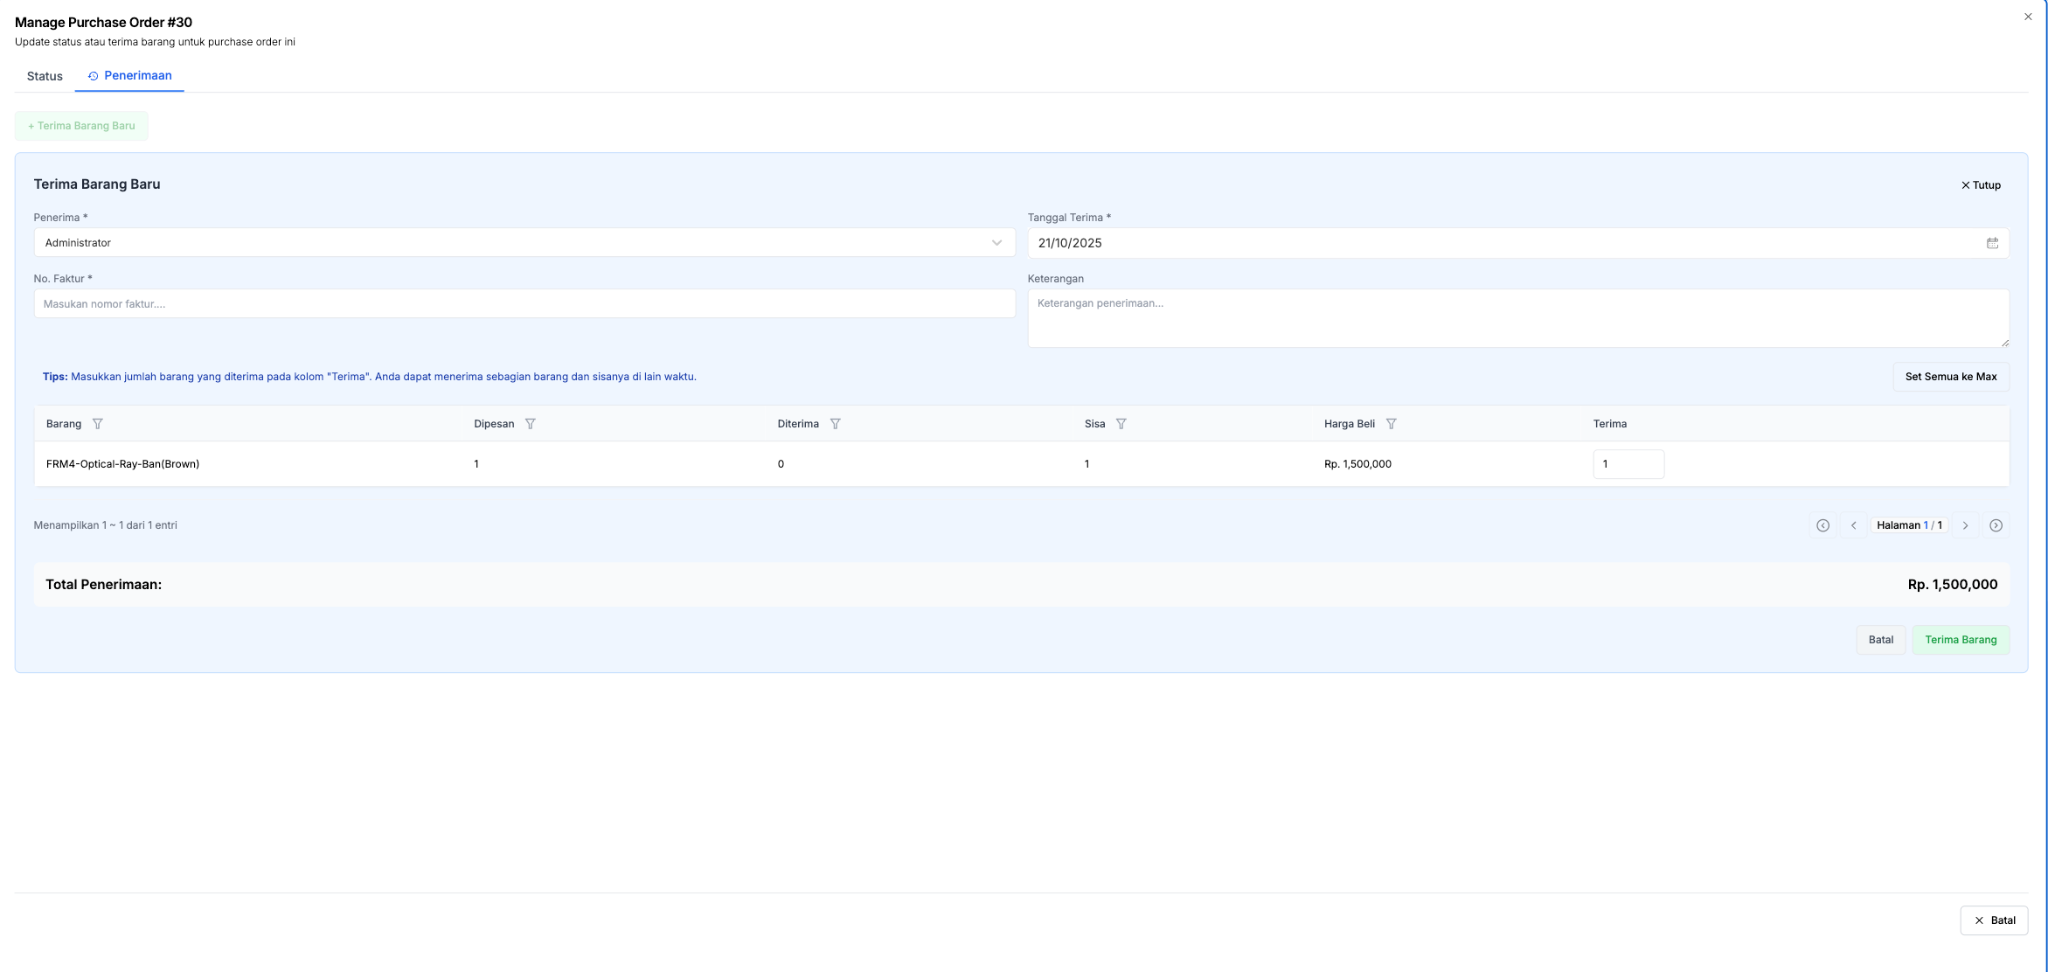 Manage Purchase Order #30
Update status atau terima barang untuk purchase order ini
Status Penerimaan
+ Terima Barang Baru
Terima Barang Baru
Tutup
Penerima * Tanggal Terima *
Administrator 21/10/2025
No. Faktur * Keterangan
Masukan nomor faktur.... Keterangan penerimaan...
Tips: Masukkan jumlah barang yang diterima pada kolom "Terima". Anda dapat menerima sebagian barang dan sisanya di lain waktu. Set Semua ke Max
Barang Dipesan Diterima Sisa Harga Beli Terima
FRM4-Optical-Ray-Ban(Brown) 1 0 1 Rp. 1,500,000 1
Menampilkan 1 ~ 1 dari 1 entri Halaman 1 / 1
Total Penerimaan: Rp. 1,500,000
Batal Terima Barang
Batal